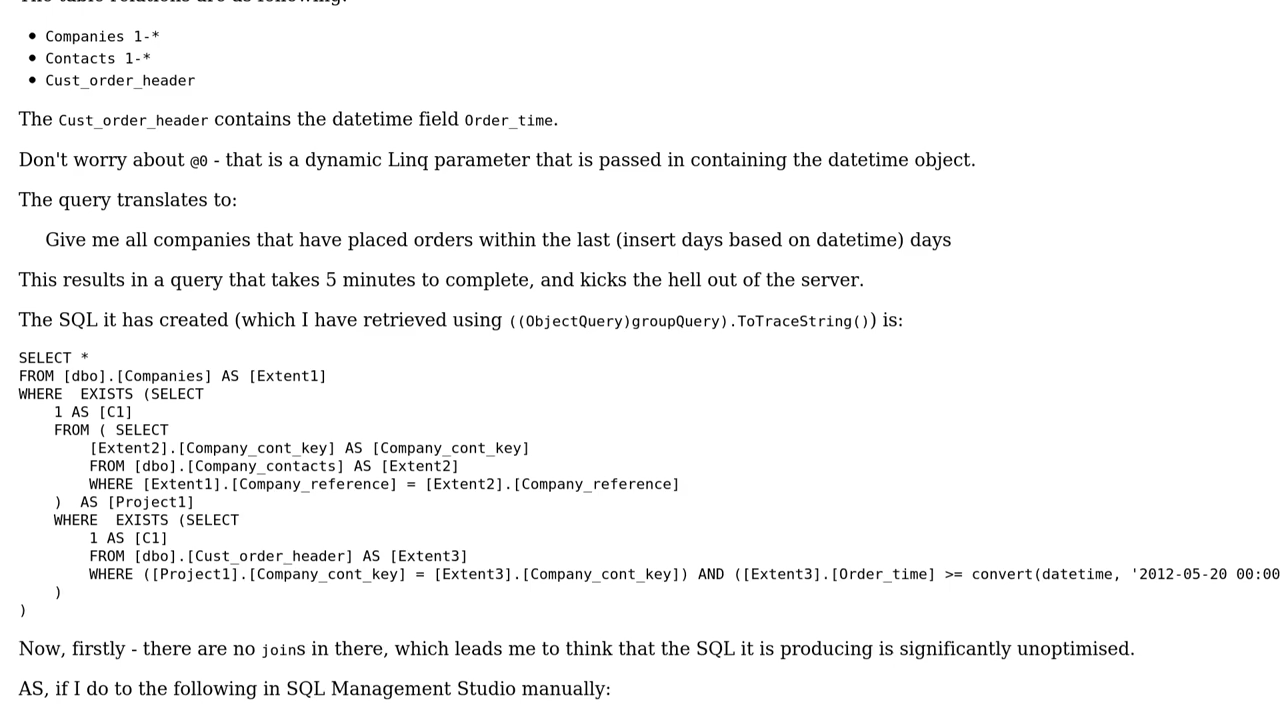 Companies 1-*
Contacts 1-*
Cust_order_header
The Cust_order_header contains the datetime field Order_time.
Don't worry about @0 - that is a dynamic Linq parameter that is passed in containing the datetime object.
The query translates to:
Give me all companies that have placed orders within the last (insert days based on datetime) days
This results in a query that takes 5 minutes to complete, and kicks the hell out of the server.
The SQL it has created (which I have retrieved using ((ObjectQuery)groupQuery).ToTraceString()) is:
SELECT *
FROM [dbo].[Companies] AS [Extent1]
WHERE  EXISTS (SELECT
    1 AS [C1]
    FROM ( SELECT
        [Extent2].[Company_cont_key] AS [Company_cont_key]
        FROM [dbo].[Company_contacts] AS [Extent2]
        WHERE [Extent1].[Company_reference] = [Extent2].[Company_reference]
    )  AS [Project1]
    WHERE  EXISTS (SELECT
        1 AS [C1]
        FROM [dbo].[Cust_order_header] AS [Extent3]
        WHERE ([Project1].[Company_cont_key] = [Extent3].[Company_cont_key]) AND ([Extent3].[Order_time] >= convert(datetime, '2012-05-20 00:00
    )
)
Now, firstly - there are no joins in there, which leads me to think that the SQL it is producing is significantly unoptimised.
AS, if I do to the following in SQL Management Studio manually: